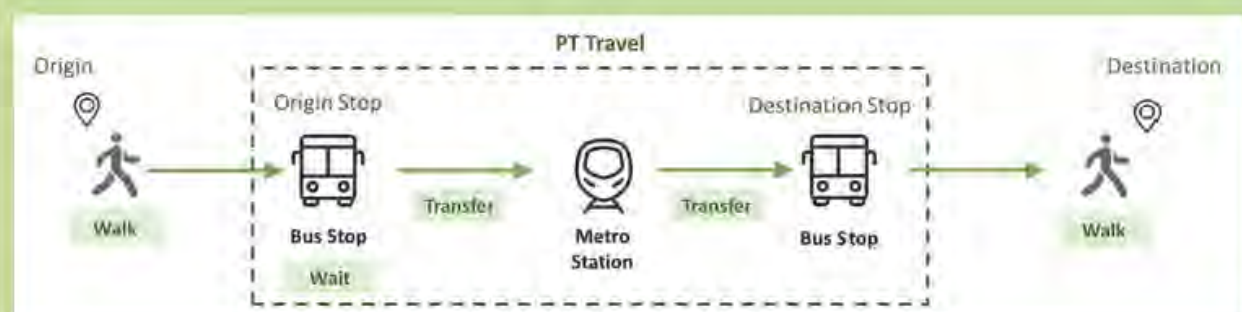 PT Travel
Origin
Destination
Origin Stop
Destination Stop
Transfer
Transfer
Walk
Bus Stop
Metro
Station
Bus Stop
Walk
Wait